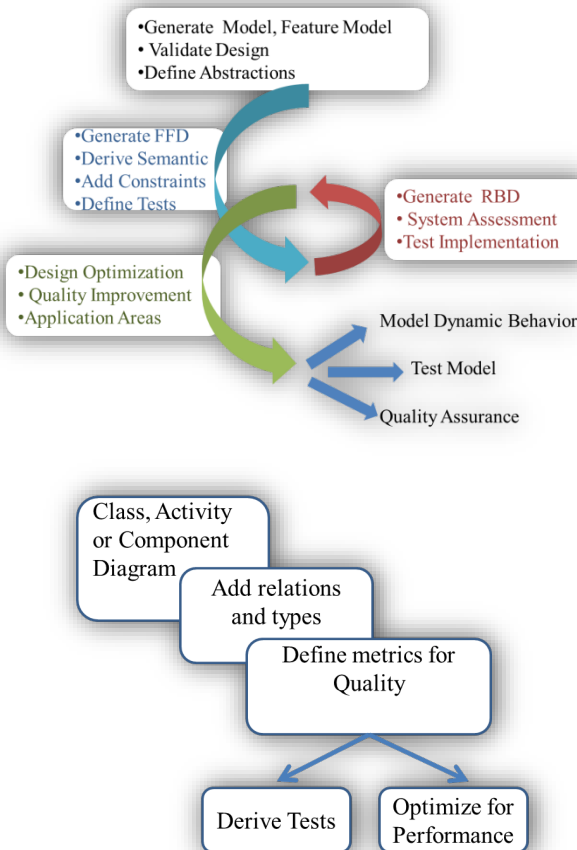 •Generate Model, Feature Model
• Validate Design
•Define Abstractions
•Generate FFD
•Derive Semantic
•Add Constraints
•Define Tests
•Generate RBD
• System Assessment
•Test Implementation
•Design Optimization
• Quality Improvement
•Application Areas
Model Dynamic Behavior
Test Model
Quality Assurance
Class, Activity
or Component
Diagram
Add relations
and types
Define metrics for
Quality
Derive Tests
Optimize for
Performance